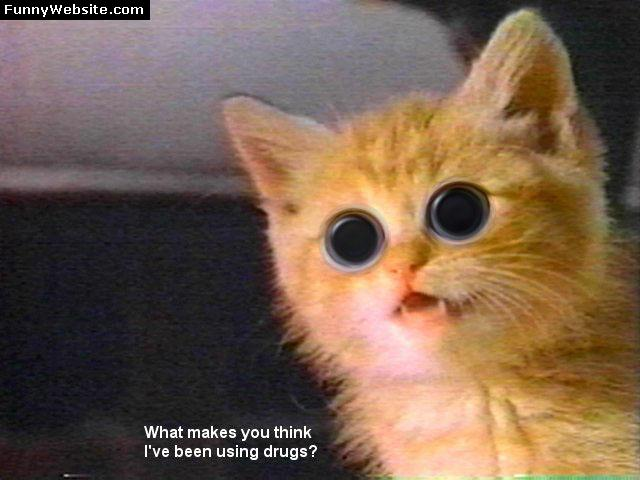 FunnyWebsite.com
What makes you think
I've been using drugs?